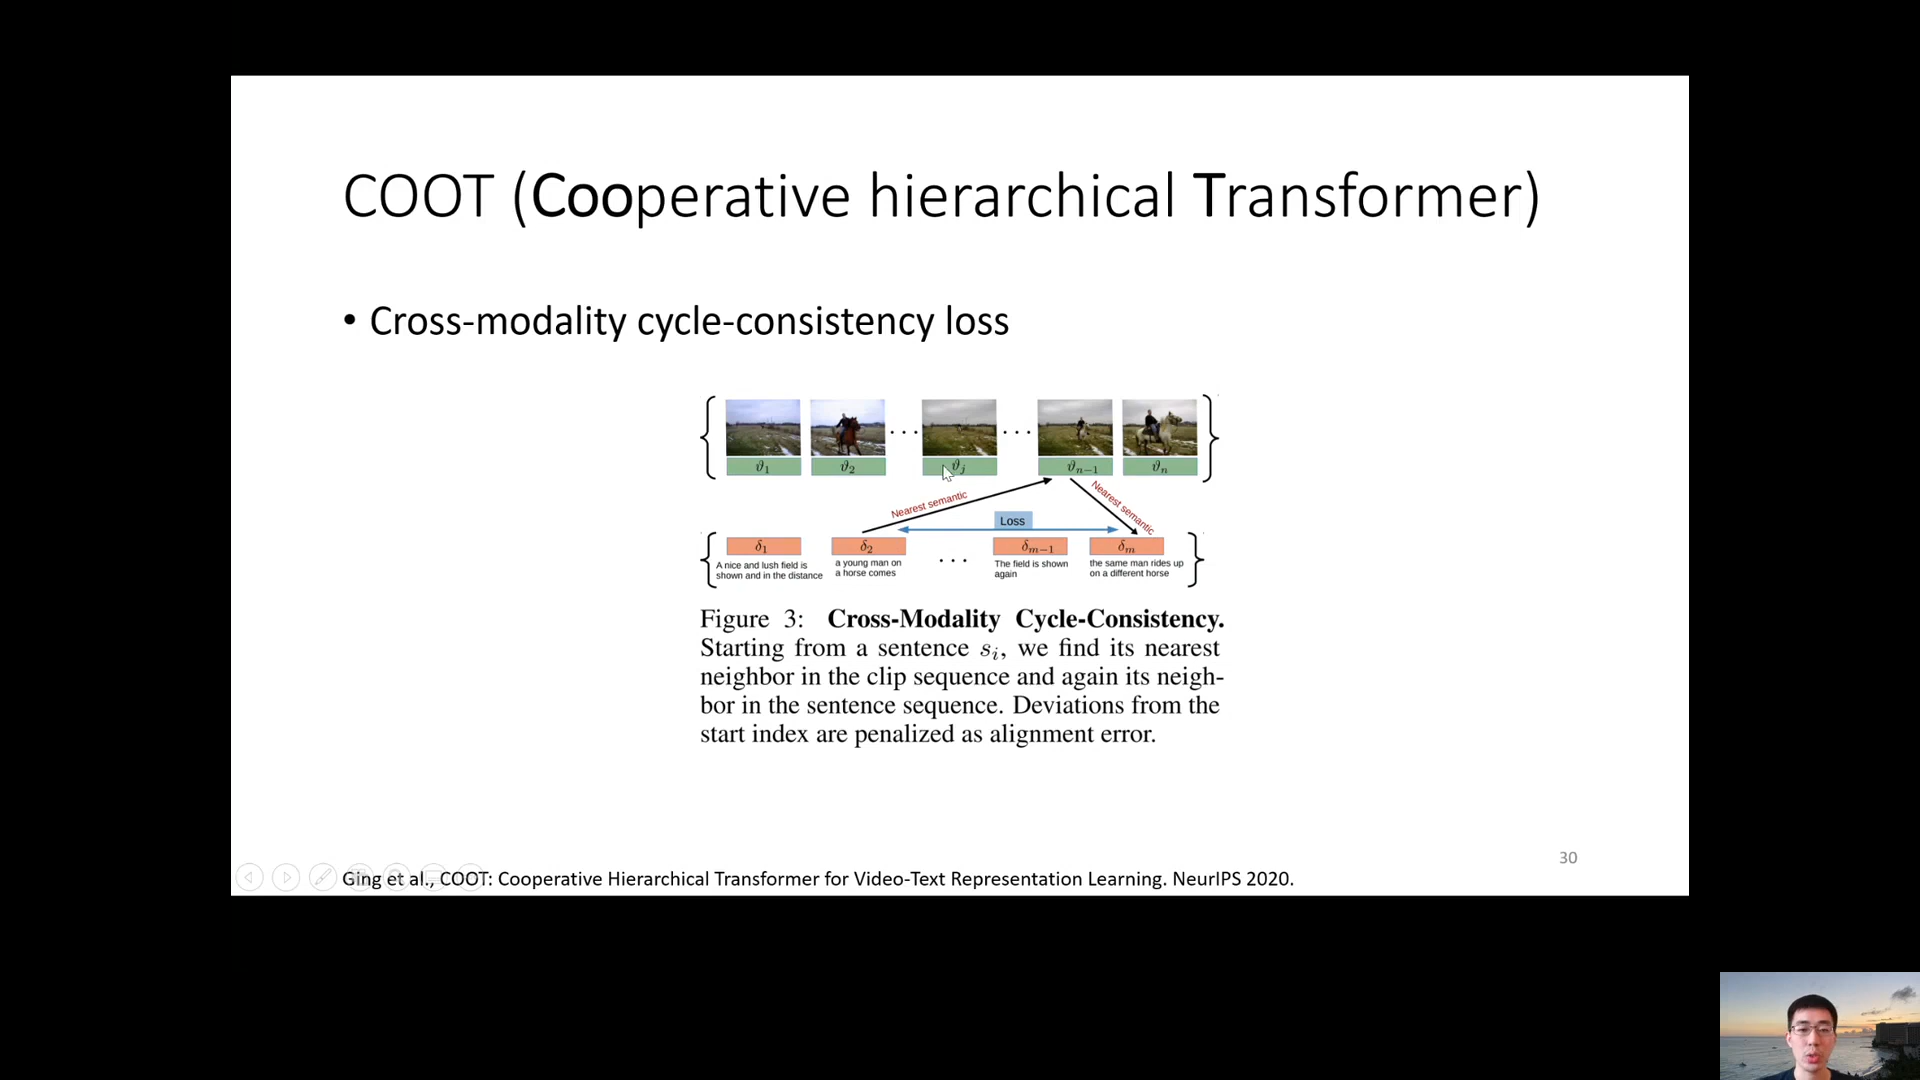 COOT (Cooperative hierarchical Transformer)
• Cross-modality cycle-consistency loss
ϑ1 ϑ2 ... ϑj ... ϑn−1 ϑn
Nearest semantic
Nearest semantic
Loss
δ1 δ2 ... δm−1 δm
A nice and lush field is
shown and in the distance
a young man on
a horse comes
The field is shown
again
the same man rides up
on a different horse
Figure 3: Cross-Modality Cycle-Consistency.
Starting from a sentence si, we find its nearest
neighbor in the clip sequence and again its neigh-
bor in the sentence sequence. Deviations from the
start index are penalized as alignment error.
30
Ging et al., COOT: Cooperative Hierarchical Transformer for Video-Text Representation Learning. NeurIPS 2020.